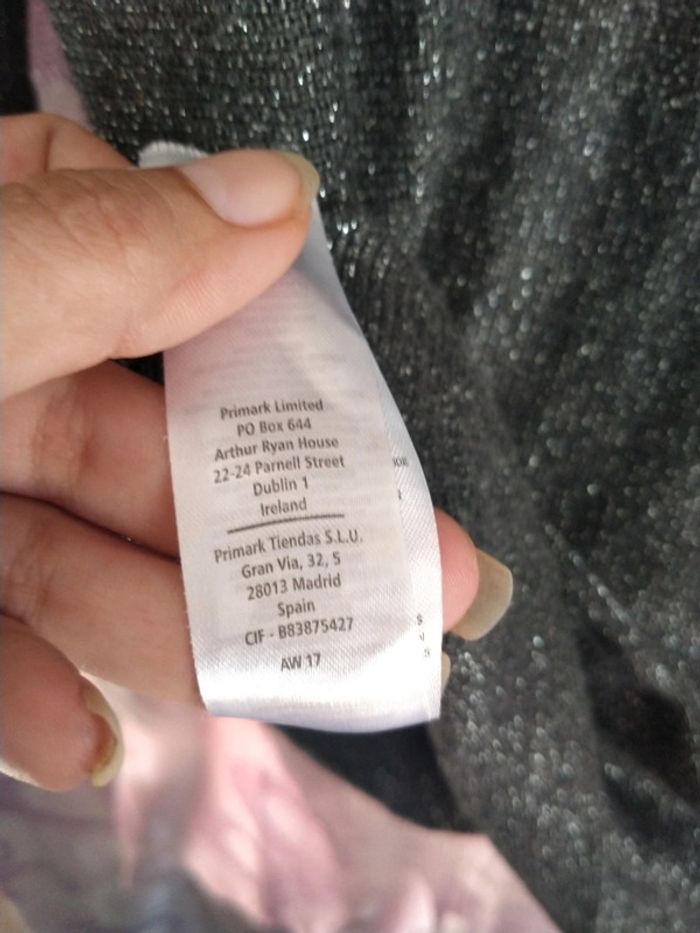 Primark Limited
PO Box 644
Arthur Ryan House
22-24 Parnell Street
Dublin 1
Ireland
Primark Tiendas S.L.U.
Gran Via, 32, 5
28013 Madrid
Spain
CIF - B83875427
AW 17